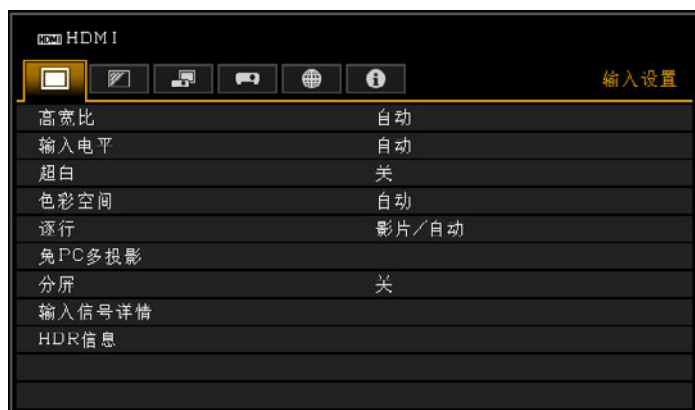 HDMI HDMI
输入设置
高宽比 自动
输入电平 自动
超白 关
色彩空间 自动
逐行 影片/自动
免PC多投影
分屏 关
输入信号详情
HDR信息